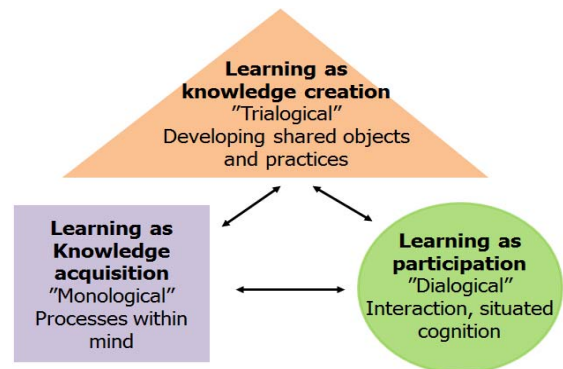 Learning as
knowledge creation
”Trialogical”
Developing shared objects
and practices
Learning as
Knowledge
acquisition
”Monological”
Processes within
mind
Learning as
participation
”Dialogical”
Interaction, situated
cognition